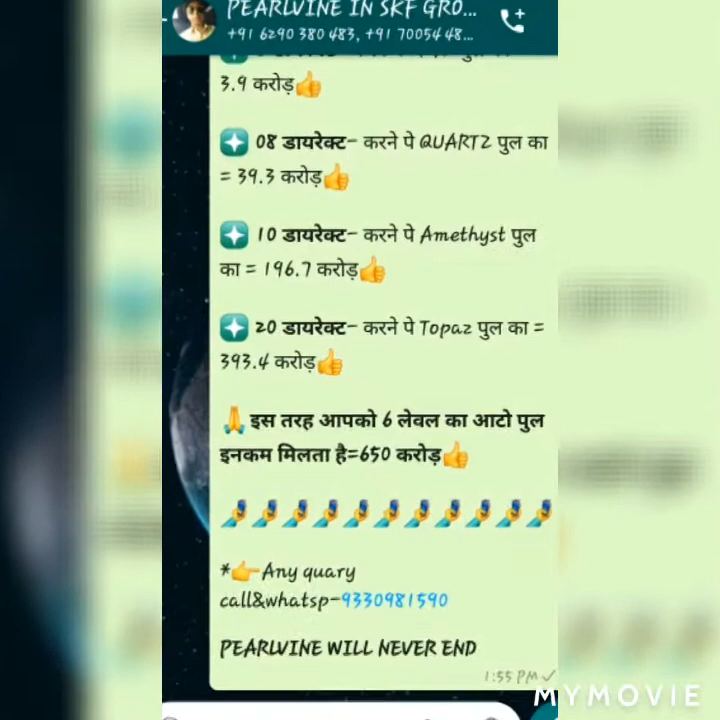 PEARLVINE IN SKF GRO...
+91 6290 380 483, +91 70054 48...
3.9 करोड़👍
08 डायरेक्ट- करने पे QUARTZ पुल का
= 39.3 करोड़👍
10 डायरेक्ट- करने पे Amethyst पुल
का = 196.7 करोड़👍
20 डायरेक्ट- करने पे Topaz पुल का =
393.4 करोड़👍
🙏इस तरह आपको 6 लेवल का आटो पुल
इनकम मिलता है=650 करोड़👍
*👉Any quary
call&whatsp-9330981590
PEARLVINE WILL NEVER END
1:55 PM
MYMOVIE